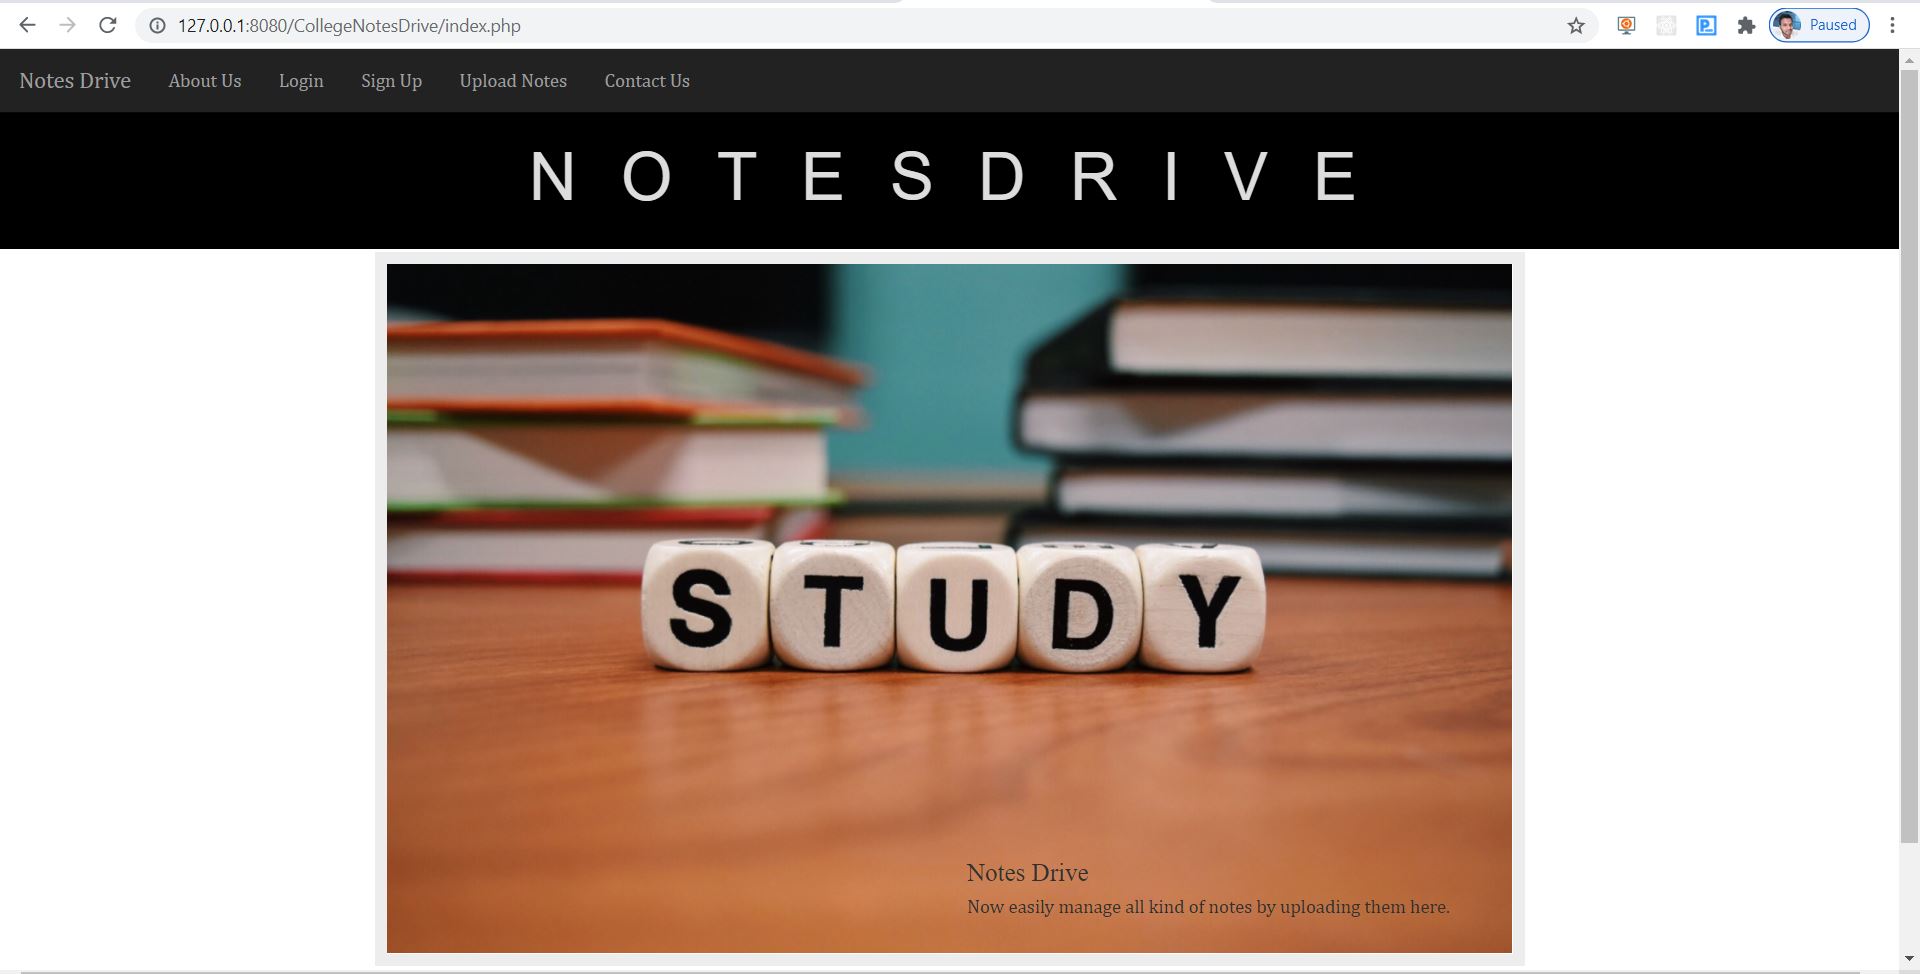 127.0.0.1:8080/CollegeNotesDrive/index.php
Paused
Notes Drive About Us Login Sign Up Upload Notes Contact Us
N O T E S D R I V E
STUDY
Notes Drive
Now easily manage all kind of notes by uploading them here.